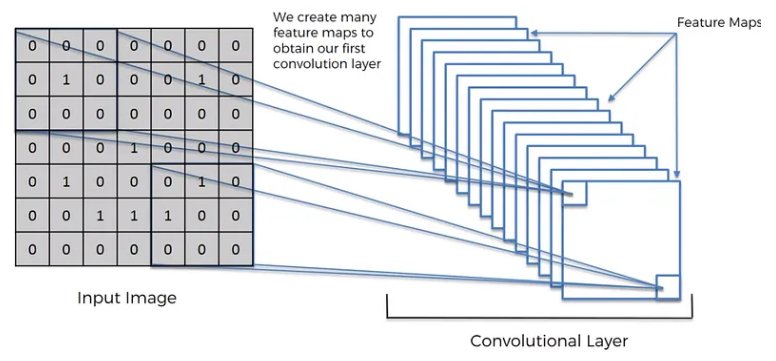 We create many
feature maps to
obtain our first
convolution layer
Feature Maps
0 0 0 0 0 0 0
0 1 0 0 0 1 0
0 0 0 0 0 0 0
0 0 0 1 0 0 0
0 1 0 0 0 1 0
0 0 1 1 1 0 0
0 0 0 0 0 0 0
Input Image
Convolutional Layer